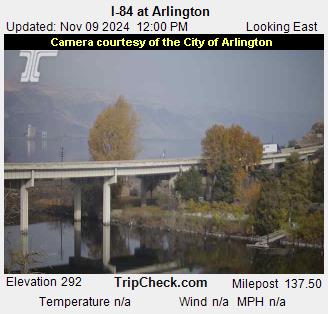 I-84 at Arlington
Updated: Nov 09 2024 12:00 PM Looking East
Camera courtesy of the City of Arlington
Elevation 292 TripCheck.com Milepost 137.50
Temperature n/a Wind n/a MPH n/a